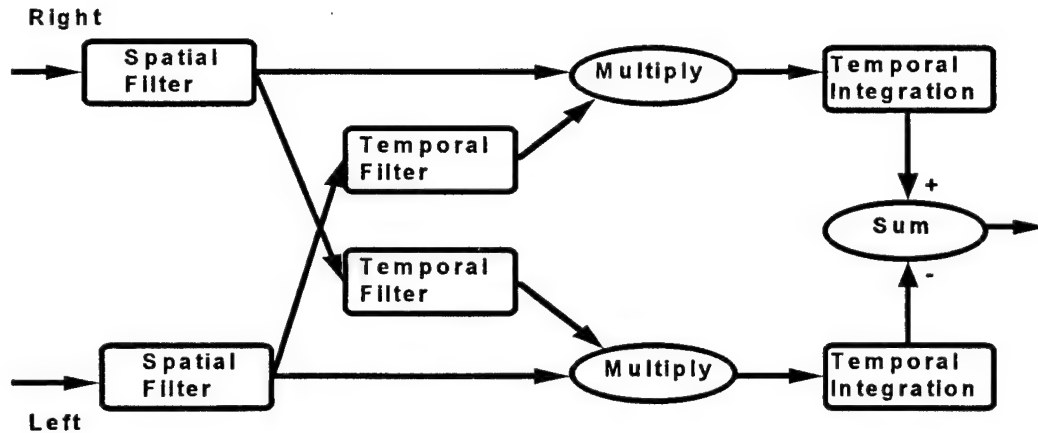 Right
Spatial
Filter
Multiply
Temporal
Integration
Temporal
Filter
+
Sum
-
Temporal
Filter
Spatial
Filter
Multiply
Temporal
Integration
Left